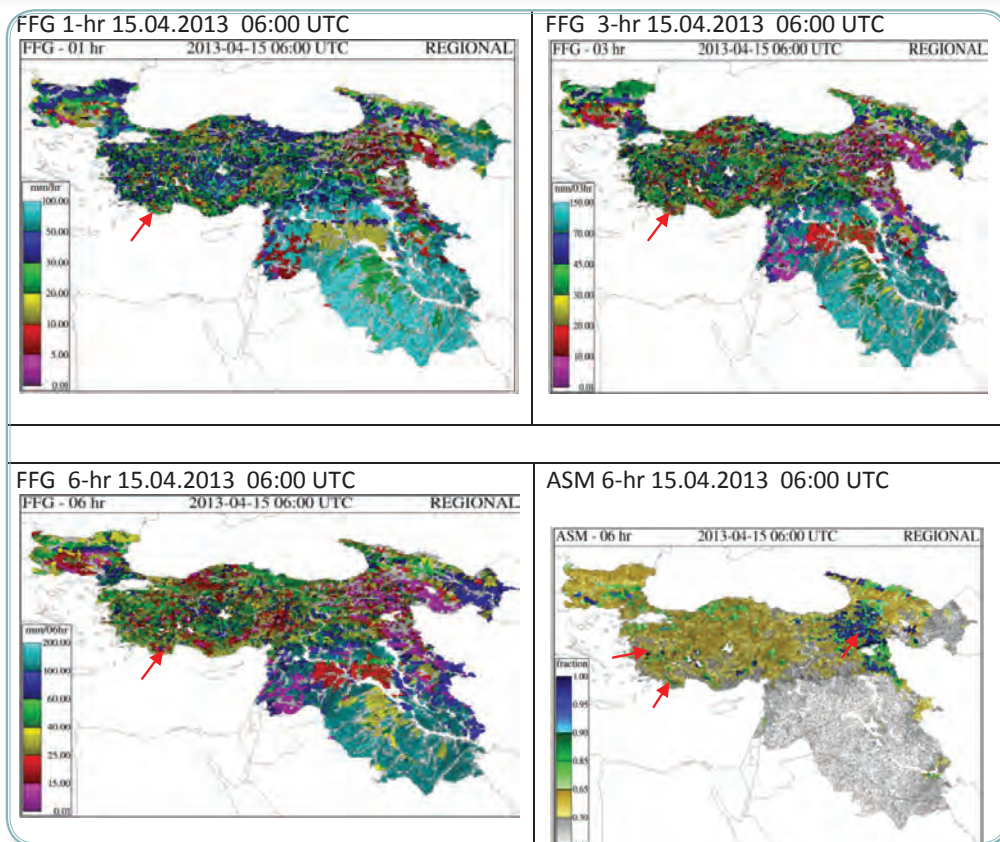 FFG 1-hr 15.04.2013 06:00 UTC
FFG - 01 hr 2013-04-15 06:00 UTC REGIONAL
mm/hr
100.00
50.00
30.00
20.00
10.00
5.00
0.01
FFG 3-hr 15.04.2013 06:00 UTC
FFG - 03 hr 2013-04-15 06:00 UTC REGIONAL
mm/03hr
150.00
70.00
45.00
30.00
20.00
10.00
0.01
FFG 6-hr 15.04.2013 06:00 UTC
FFG - 06 hr 2013-04-15 06:00 UTC REGIONAL
mm/06hr
200.00
100.00
60.00
40.00
25.00
15.00
0.01
ASM 6-hr 15.04.2013 06:00 UTC
ASM - 06 hr 2013-04-15 06:00 UTC REGIONAL
fraction
1.00
0.95
0.90
0.85
0.65